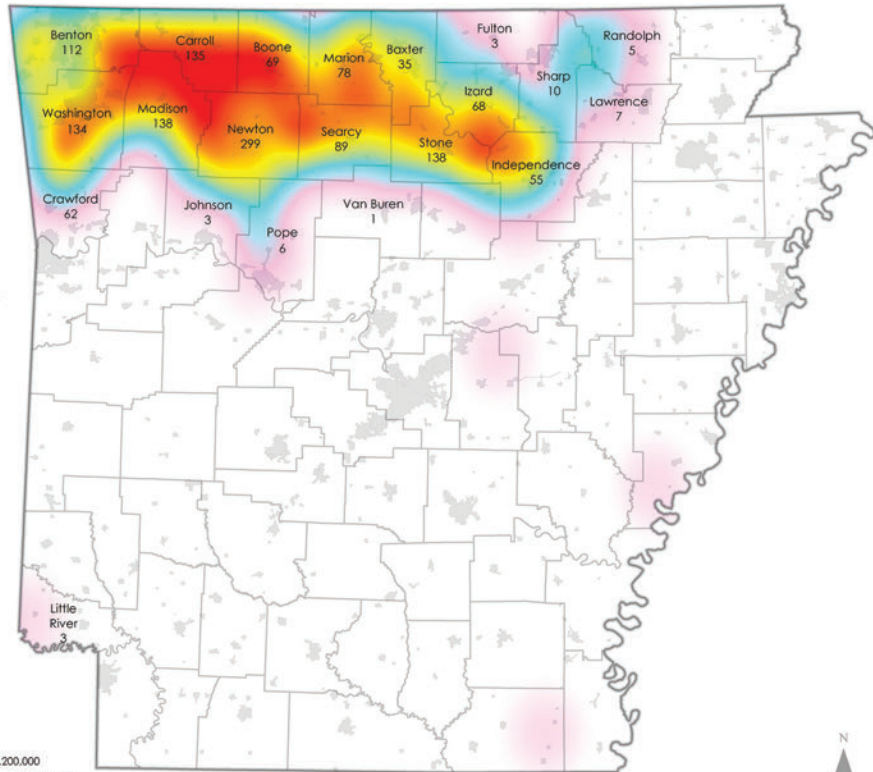 Benton
112
Carroll
135
Boone
69
Marion
78
Baxter
35
Fulton
3
Randolph
5
Sharp
10
Izard
68
Lawrence
7
Washington
134
Madison
138
Newton
299
Searcy
89
Stone
138
Independence
55
Crawford
62
Johnson
3
Pope
6
Van Buren
1
Little
River
3
200,000
N